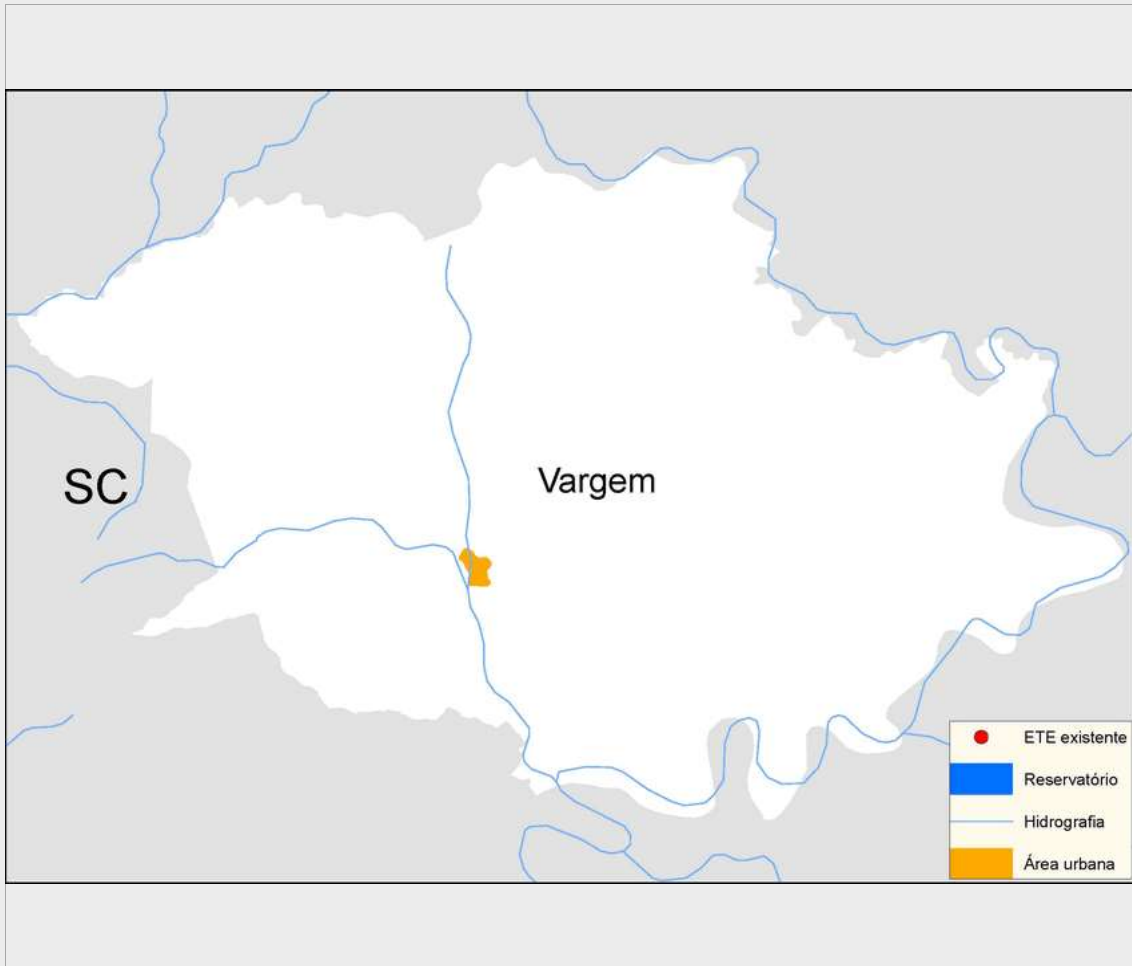 Vargem
SC
ETE existente
Reservatório
Hidrografia
Área urbana